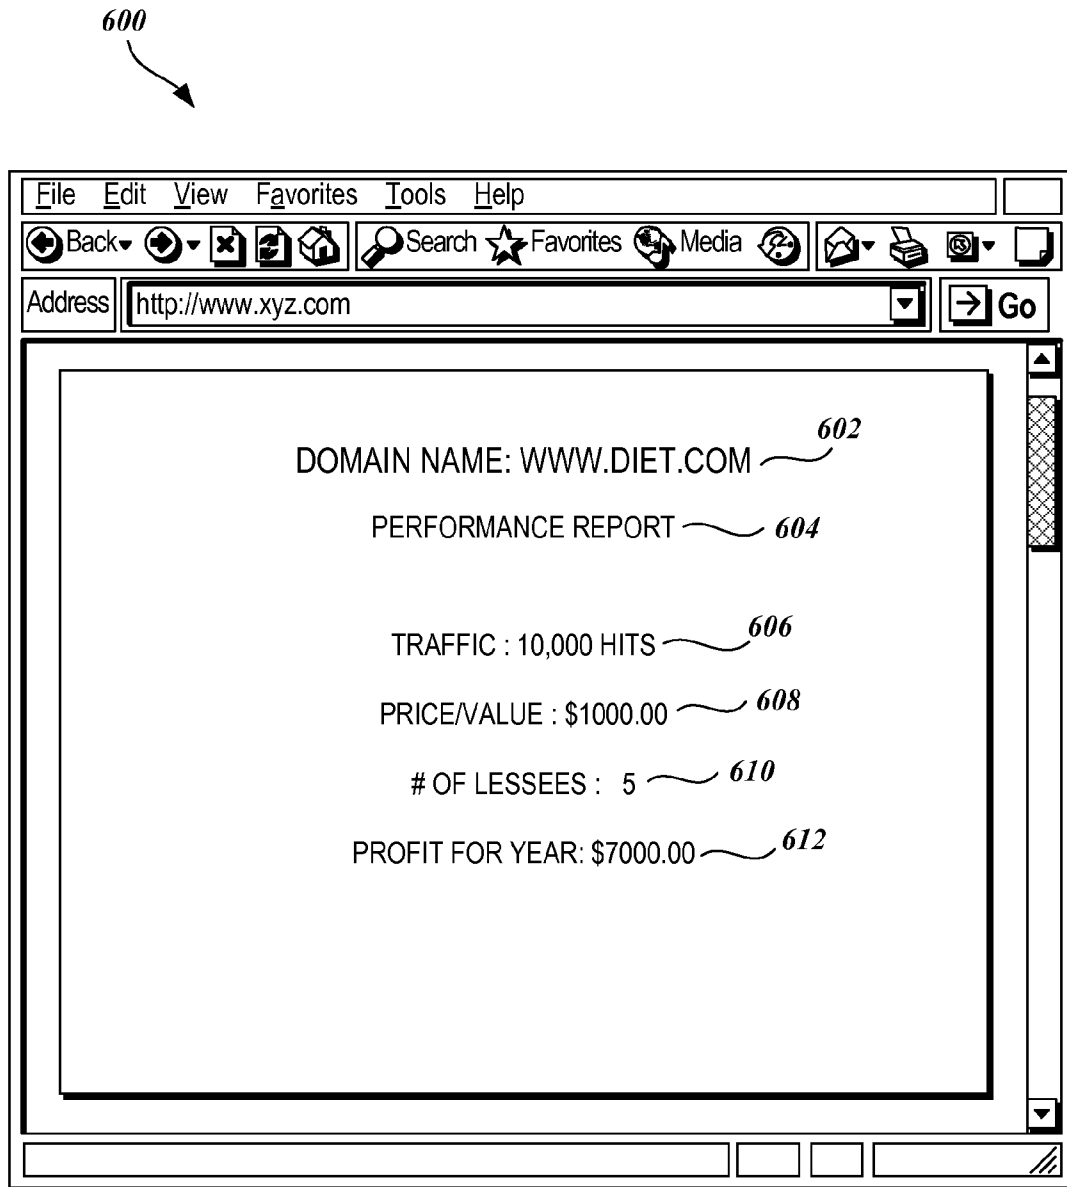 600
File Edit View Favorites Tools Help
Back Search Favorites Media
Address http://www.xyz.com Go
602
DOMAIN NAME: WWW.DIET.COM
PERFORMANCE REPORT 604
TRAFFIC : 10,000 HITS 606
PRICE/VALUE : $1000.00 608
# OF LESSEES : 5 610
PROFIT FOR YEAR: $7000.00 612